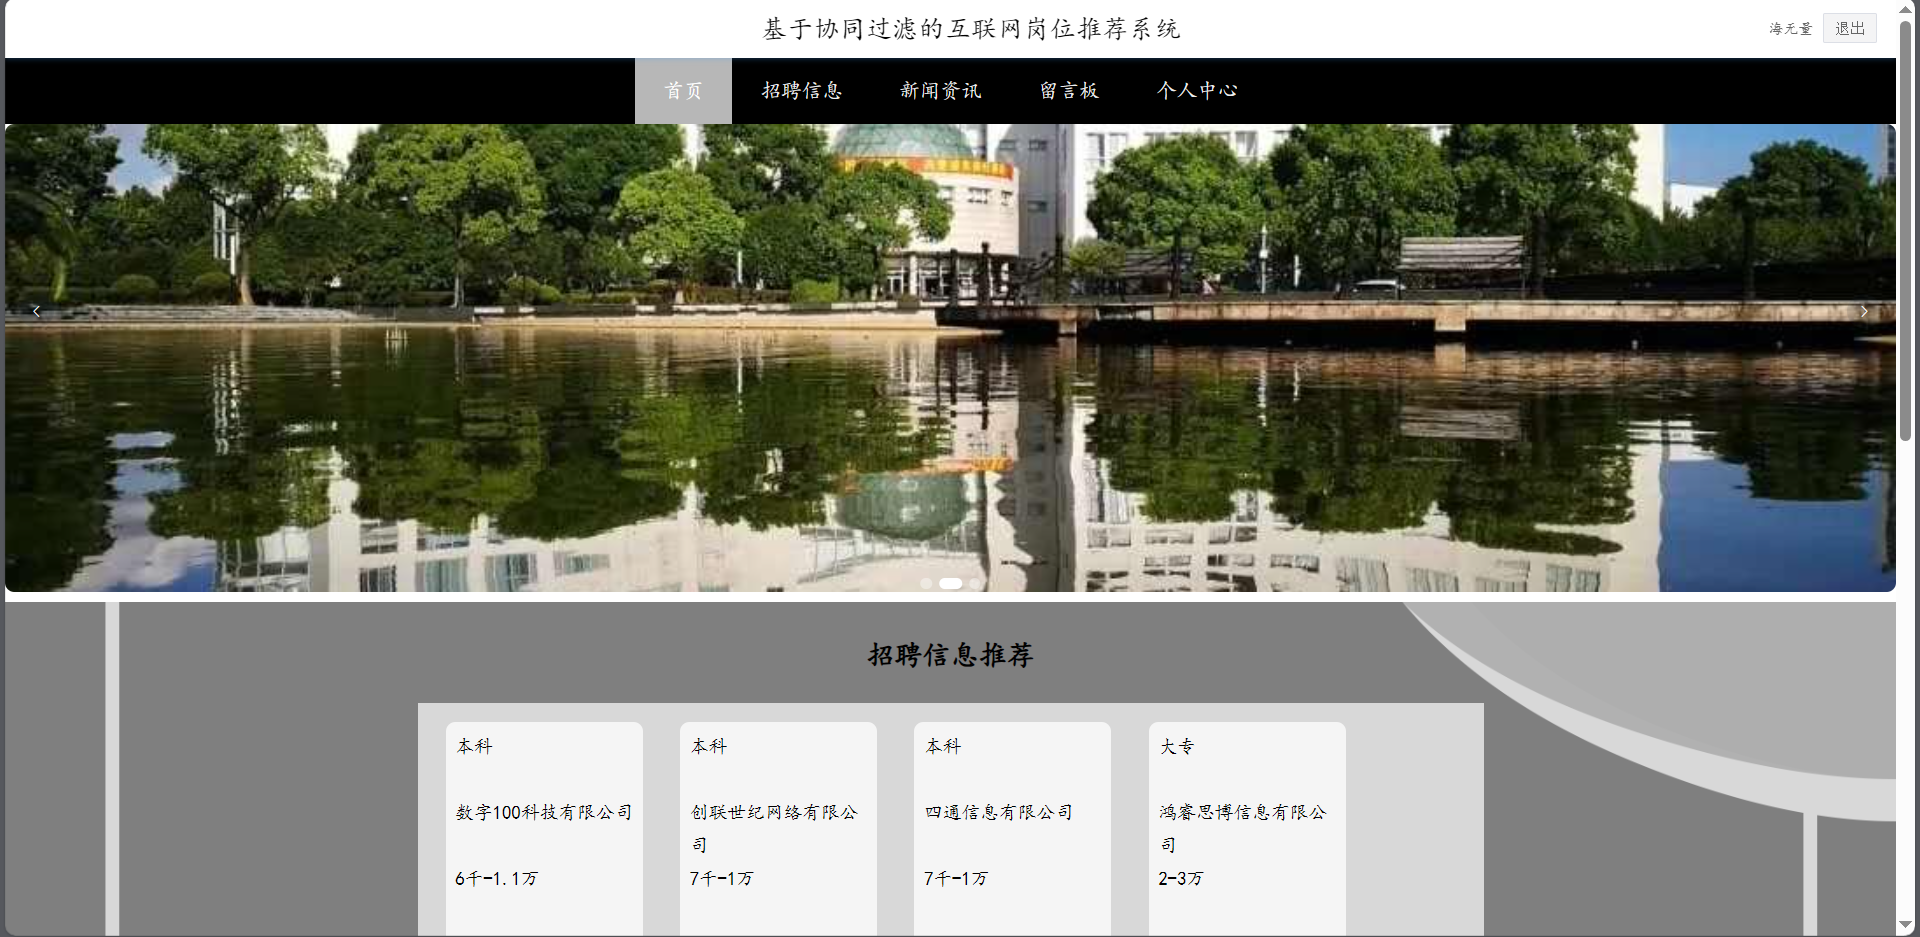 基于协同过滤的互联网岗位推荐系统
海无量 退出
首页 招聘信息 新闻资讯 留言板 个人中心
招聘信息推荐
本科
数字100科技有限公司
6千-1.1万
本科
创联世纪网络有限公
司
7千-1万
本科
四通信息有限公司
7千-1万
大专
鸿睿思博信息有限公
司
2-3万